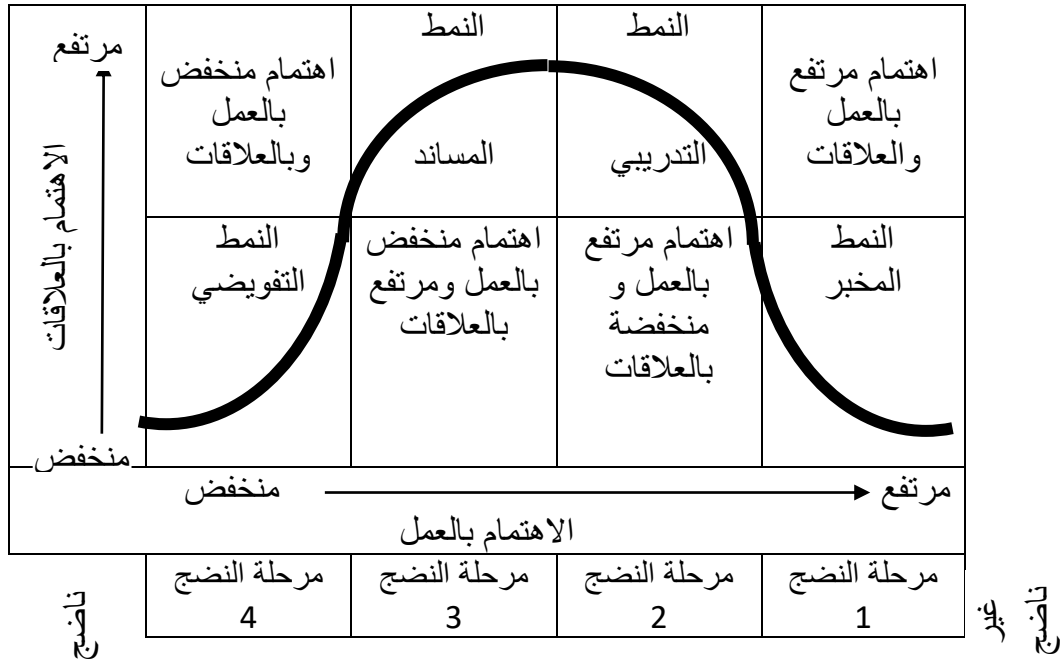 النمط
التدريبي
النمط
المساند
اهتمام مرتفع
بالعمل
والعلاقات
اهتمام منخفض
بالعمل
وبالعلاقات
مرتفع
الاهتمام بالعلاقات
منخفض
النمط
المخبر
اهتمام مرتفع
بالعمل و
منخفضة
بالعلاقات
اهتمام منخفض
بالعمل ومرتفع
بالعلاقات
النمط
التفويضي
مرتفع
منخفض
الاهتمام بالعمل
غير
ناضج
مرحلة النضج
1
مرحلة النضج
2
مرحلة النضج
3
مرحلة النضج
4
ناضج